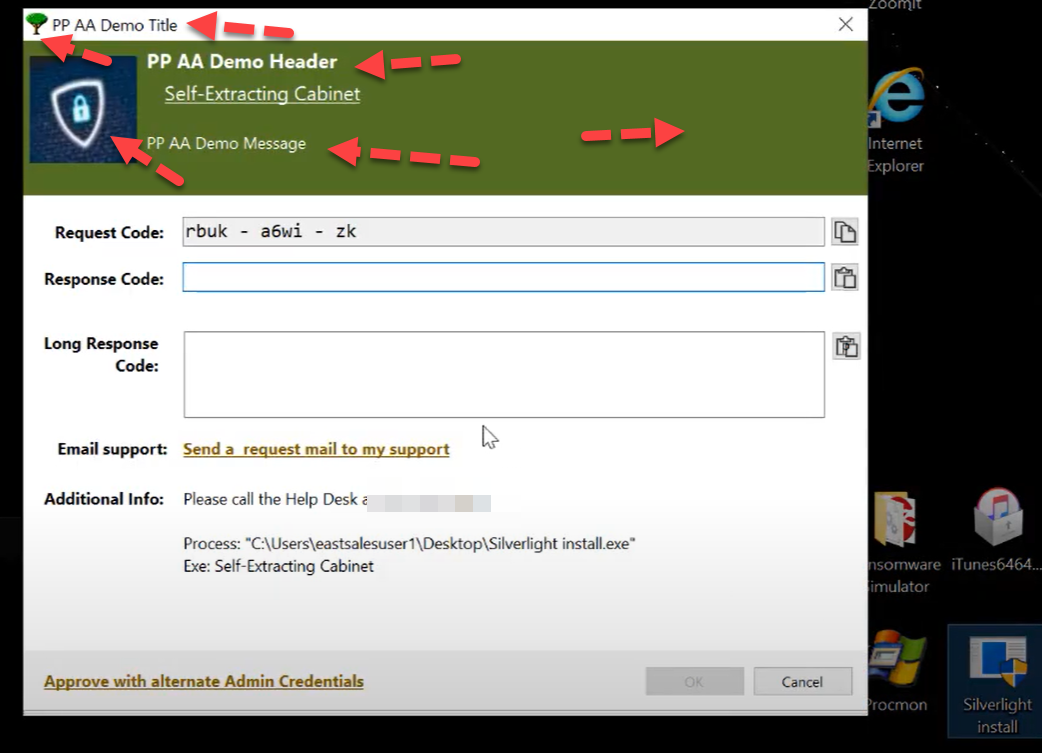 PP AA Demo Title
ZoomIt
PP AA Demo Header
Self-Extracting Cabinet
PP AA Demo Message
Internet
Explorer
Request Code:
rbuk - a6wi - zk
Response Code:
Long Response
Code:
Email support:
Send a request mail to my support
Additional Info:
Please call the Help Desk a
Process: "C:\Users\eastsalesuser1\Desktop\Silverlight install.exe"
Exe: Self-Extracting Cabinet
nsomware
Simulator
iTunes6464...
Approve with alternate Admin Credentials
OK
Cancel
Procmon
Silverlight
install